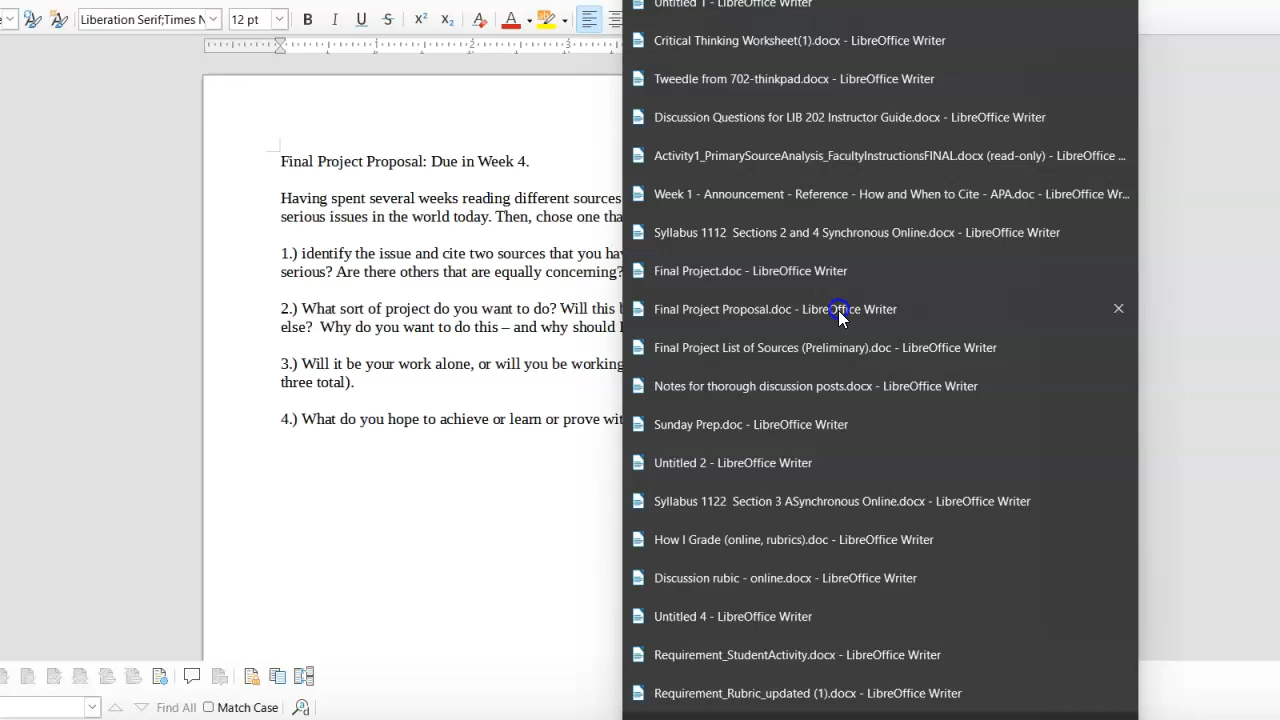 Liberation Serif;Times N
12 pt
Final Project Proposal: Due in Week 4.
Having spent several weeks reading different sources
serious issues in the world today. Then, chose one tha
1.) identify the issue and cite two sources that you hav
serious? Are there others that are equally concerning?
2.) What sort of project do you want to do? Will this b
else? Why do you want to do this – and why should I
3.) Will it be your work alone, or will you be working
three total).
4.) What do you hope to achieve or learn or prove wit
Untitled 1 - LibreOffice Writer
Critical Thinking Worksheet(1).docx - LibreOffice Writer
Tweedle from 702-thinkpad.docx - LibreOffice Writer
Discussion Questions for LIB 202 Instructor Guide.docx - LibreOffice Writer
Activity1_PrimarySourceAnalysis_FacultyInstructionsFINAL.docx (read-only) - LibreOffice ...
Week 1 - Announcement - Reference - How and When to Cite - APA.doc - LibreOffice Wr...
Syllabus 1112 Sections 2 and 4 Synchronous Online.docx - LibreOffice Writer
Final Project.doc - LibreOffice Writer
Final Project Proposal.doc - LibreOffice Writer
Final Project List of Sources (Preliminary).doc - LibreOffice Writer
Notes for thorough discussion posts.docx - LibreOffice Writer
Sunday Prep.doc - LibreOffice Writer
Untitled 2 - LibreOffice Writer
Syllabus 1122 Section 3 ASynchronous Online.docx - LibreOffice Writer
How I Grade (online, rubrics).doc - LibreOffice Writer
Discussion rubic - online.docx - LibreOffice Writer
Untitled 4 - LibreOffice Writer
Requirement_StudentActivity.docx - LibreOffice Writer
Requirement_Rubric_updated (1).docx - LibreOffice Writer
Find All
Match Case